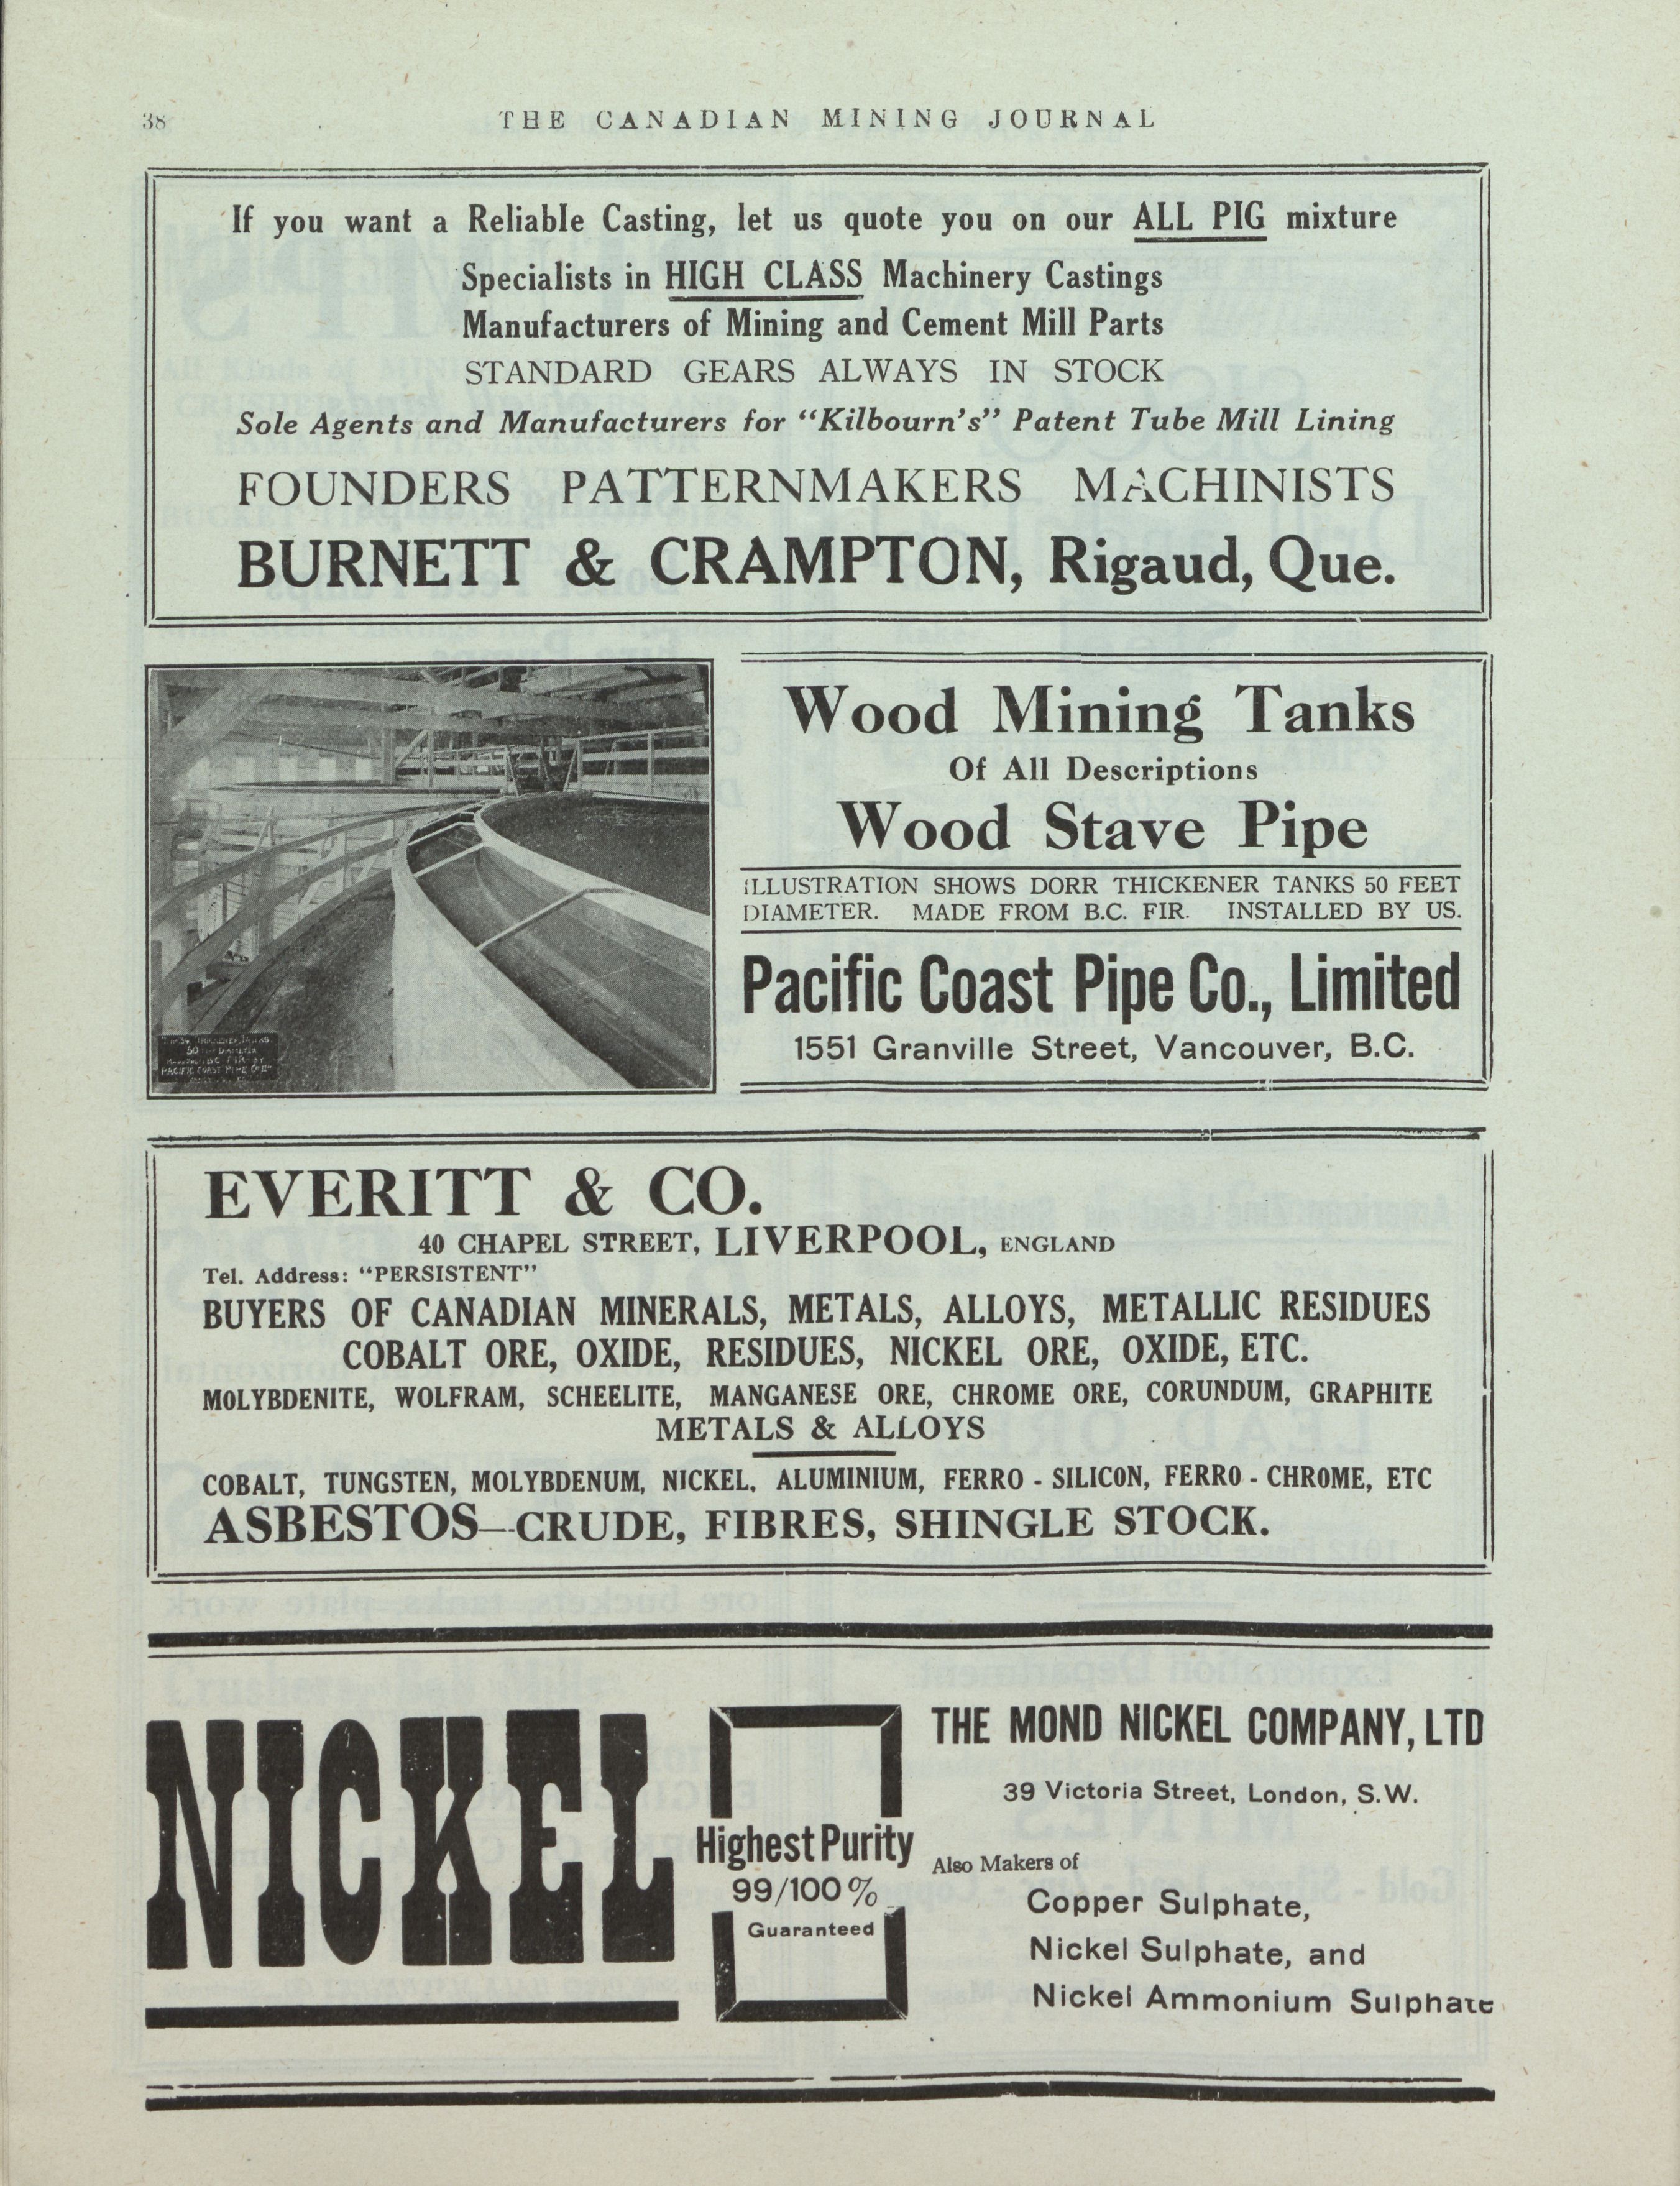 38
THE CANADIAN MINING JOURNAL
If you want a Reliable Casting, let us quote you on our ALL PIG mixture
Specialists in HIGH CLASS Machinery Castings
Manufacturers of Mining and Cement Mill Parts
STANDARD GEARS ALWAYS IN STOCK
Sole Agents and Manufacturers for "Kilbourn's" Patent Tube Mill Lining
FOUNDERS PATTERNMAKERS MACHINISTS
BURNETT & CRAMPTON, Rigaud, Que.
50 DIAMETER
PACIFIC COAST PIPE CO
Wood Mining Tanks
Of All Descriptions
Wood Stave Pipe
ILLUSTRATION SHOWS DORR THICKENER TANKS 50 FEET
DIAMETER. MADE FROM B.C. FIR. INSTALLED BY US.
Pacific Coast Pipe Co., Limited
1551 Granville Street, Vancouver, B.C.
EVERITT & CO.
40 CHAPEL STREET, LIVERPOOL, ENGLAND
Tel. Address: "PERSISTENT"
BUYERS OF CANADIAN MINERALS, METALS, ALLOYS, METALLIC RESIDUES
COBALT ORE, OXIDE, RESIDUES, NICKEL ORE, OXIDE, ETC.
MOLYBDENITE, WOLFRAM, SCHEELITE, MANGANESE ORE, CHROME ORE, CORUNDUM, GRAPHITE
METALS & ALLOYS
COBALT, TUNGSTEN, MOLYBDENUM, NICKEL, ALUMINIUM, FERRO - SILICON, FERRO - CHROME, ETC
ASBESTOS—CRUDE, FIBRES, SHINGLE STOCK.
NICKEL
Highest Purity
99/100 %
Guaranteed
THE MOND NICKEL COMPANY, LTD
39 Victoria Street, London, S.W.
Also Makers of
Copper Sulphate,
Nickel Sulphate, and
Nickel Ammonium Sulphate